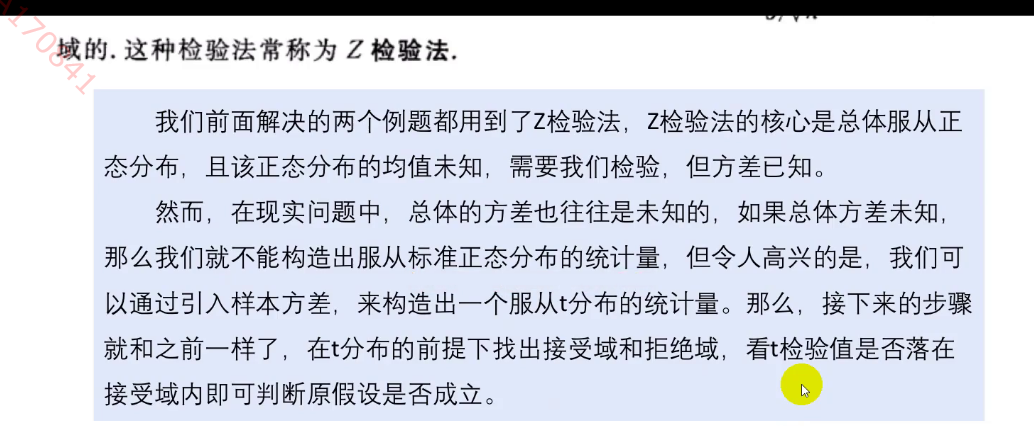 域的. 这种检验法常称为 Z 检验法.
我们前面解决的两个例题都用到了Z检验法，Z检验法的核心是总体服从正
态分布，且该正态分布的均值未知，需要我们检验，但方差已知。
然而，在现实问题中，总体的方差也往往是未知的，如果总体方差未知，
那么我们就不能构造出服从标准正态分布的统计量，但令人高兴的是，我们可
以通过引入样本方差，来构造出一个服从t分布的统计量。那么，接下来的步骤
就和之前一样了，在t分布的前提下找出接受域和拒绝域，看t检验值是否落在
接受域内即可判断原假设是否成立。